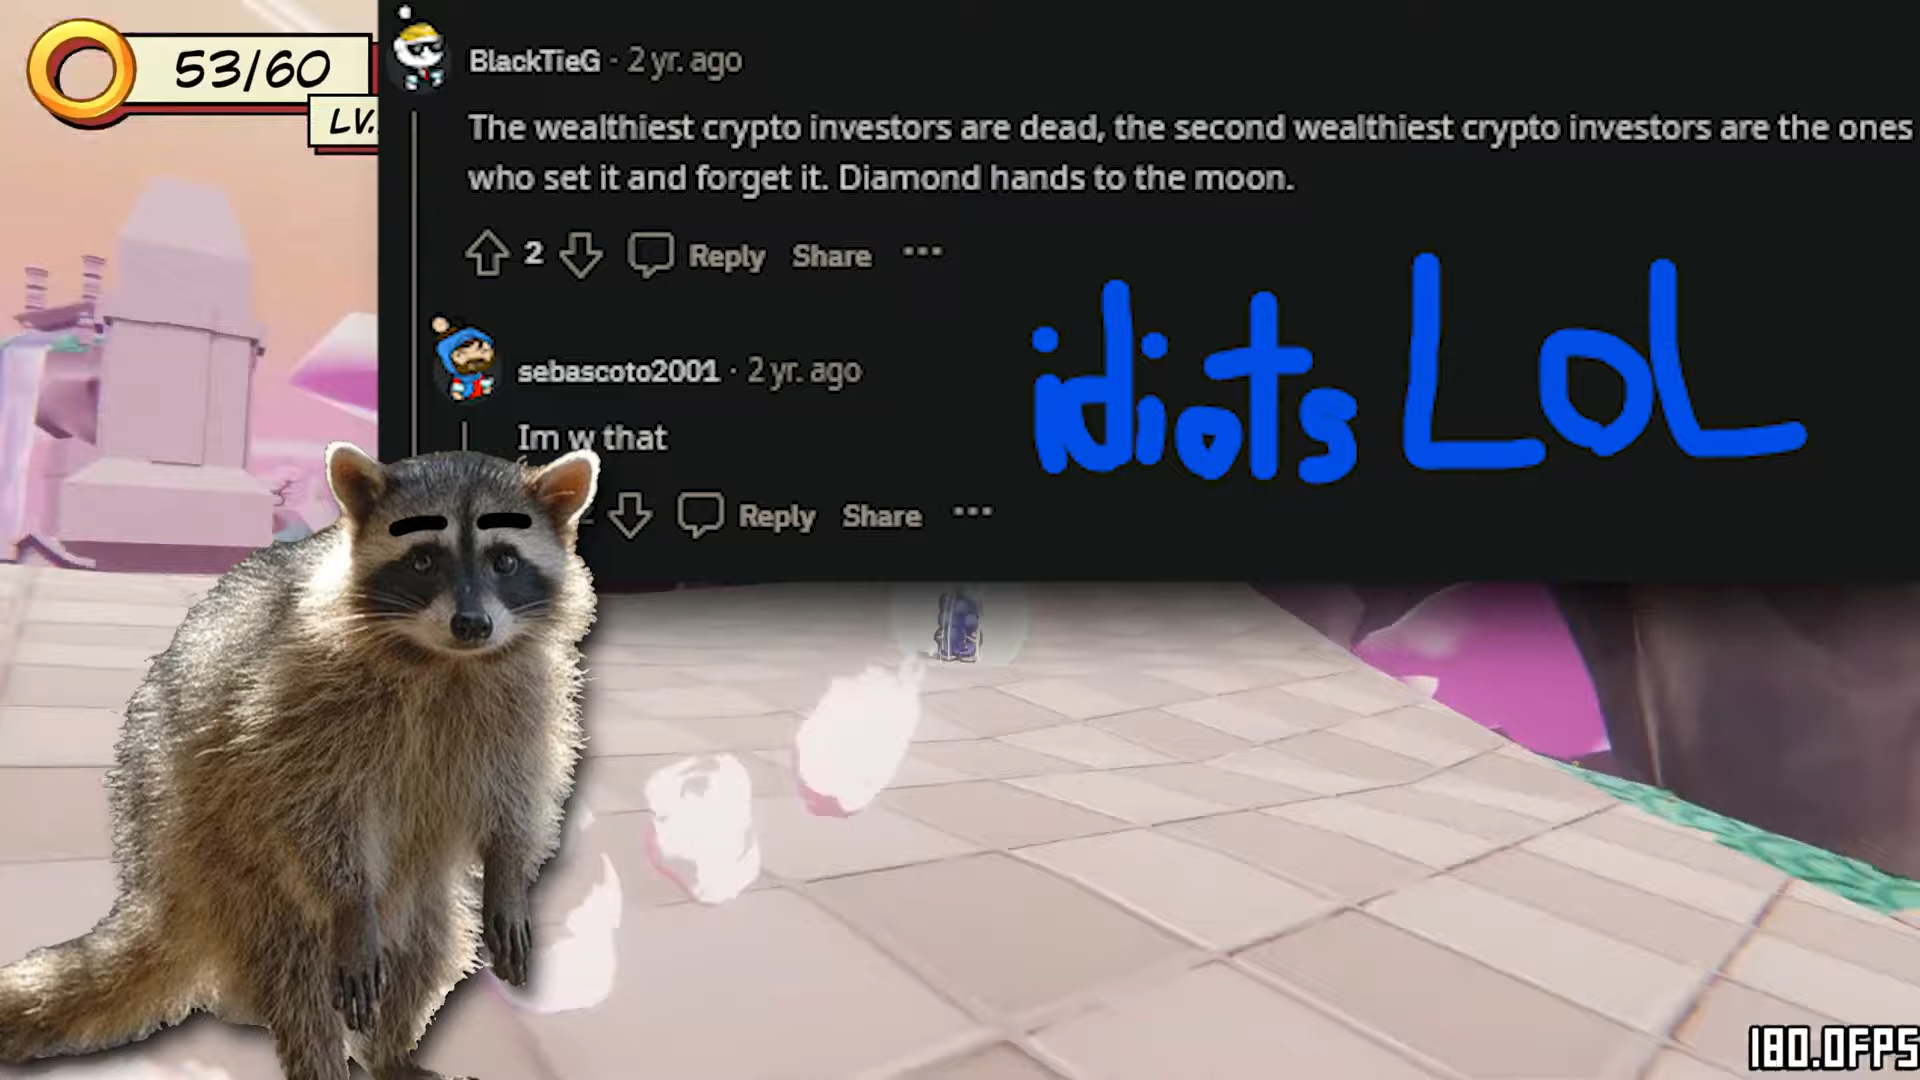 53/60
LV.
BlackTieG · 2 yr. ago
The wealthiest crypto investors are dead, the second wealthiest crypto investors are the ones
who set it and forget it. Diamond hands to the moon.
2 Reply Share ···
idiots LOL
sebascoto2001 · 2 yr. ago
Im w that
Reply Share ···
180.0FPS